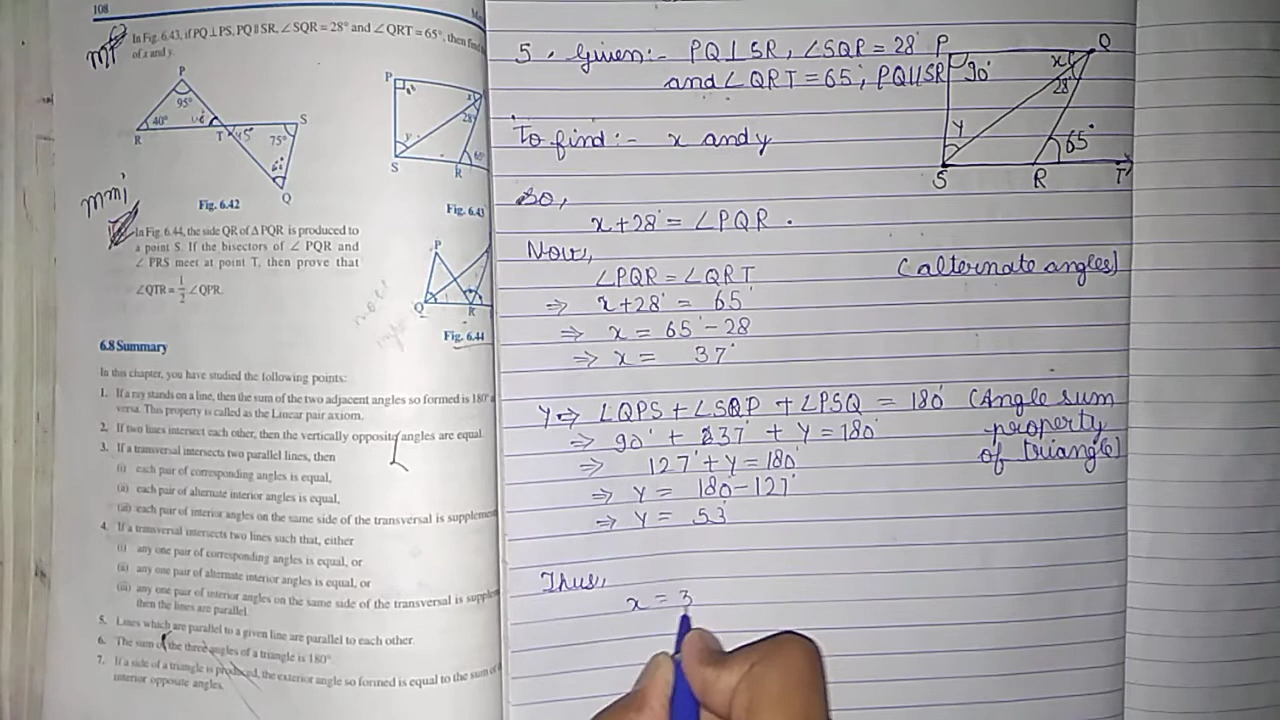 108
In Fig. 6.43, if PQ ⊥ PS, PQ ∥ SR, ∠SQR = 28° and ∠QRT = 65°, then find
of x and y.
P
95°
40°
R
T
45°
S
75°
Q
Fig. 6.42
P
x
28°
y
65°
S
R
Fig. 6.43
mmi
In Fig. 6.44, the side QR of Δ PQR is produced to
a point S. If the bisectors of ∠ PQR and
∠ PRS meet at point T, then prove that
∠QTR = 1/2 ∠QPR.
P
Q
R
Fig. 6.44
6.8 Summary
In this chapter, you have studied the following points:
1. If a ray stands on a line, then the sum of the two adjacent angles so formed is 180°
versa. This property is called as the Linear pair axiom.
2. If two lines intersect each other, then the vertically opposite angles are equal.
3. If a transversal intersects two parallel lines, then
(i) each pair of corresponding angles is equal,
(ii) each pair of alternate interior angles is equal,
(iii) each pair of interior angles on the same side of the transversal is supplemen
4. If a transversal intersects two lines such that, either
(i) any one pair of corresponding angles is equal, or
(ii) any one pair of alternate interior angles is equal, or
(iii) any one pair of interior angles on the same side of the transversal is supplem
then the lines are parallel.
5. Lines which are parallel to a given line are parallel to each other.
6. The sum of the three angles of a triangle is 180°
7. If a side of a triangle is produced, the exterior angle so formed is equal to the sum of
interior opposite angles.
5. Given:- PQ⊥SR, ∠SQR = 28°
and ∠QRT = 65°, PQ∥SR
P
Q
90°
x
28°
Y
65°
S
R
T
To find:- x and y
So,
x+28° = ∠PQR.
Now,
∠PQR = ∠QRT (alternate angles)
⇒ x+28° = 65°
⇒ x = 65° - 28
⇒ x = 37°
Y⇒ ∠QPS + ∠SQP + ∠PSQ = 180° (Angle sum
⇒ 90° + 37° + Y = 180° property
⇒ 127° + Y = 180° of triangle)
⇒ Y = 180° - 127°
⇒ Y = 53°
Thus,
x = 3